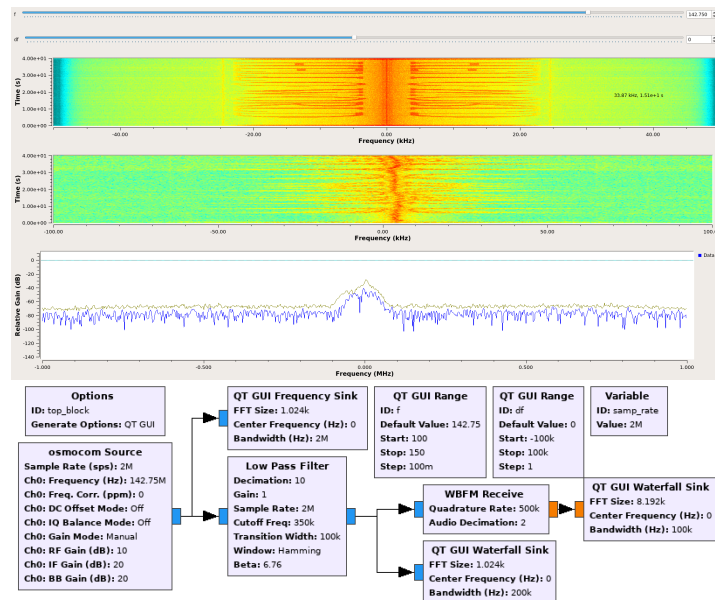 f
142.750
df
0
Time (s)
4.00e+01
3.00e+01
2.00e+01
1.00e+01
0.00e+00
33.87 kHz, 1.51e+1 s
-40.00
-20.00
0.00
20.00
40.00
Frequency (kHz)
Time (s)
4.00e+01
3.00e+01
2.00e+01
1.00e+01
0.00e+00
-100.00
-50.00
0.00
50.00
100.0
Frequency (kHz)
Relative Gain (dB)
0
-20
-40
-60
-80
-100
-120
-140
Data
-1.000
-0.500
0.000
0.500
1.000
Frequency (MHz)
Options
ID: top_block
Generate Options: QT GUI
QT GUI Frequency Sink
FFT Size: 1.024k
Center Frequency (Hz): 0
Bandwidth (Hz): 2M
QT GUI Range
ID: f
Default Value: 142.75
Start: 100
Stop: 150
Step: 100m
QT GUI Range
ID: df
Default Value: 0
Start: -100k
Stop: 100k
Step: 1
Variable
ID: samp_rate
Value: 2M
osmocom Source
Sample Rate (sps): 2M
Ch0: Frequency (Hz): 142.75M
Ch0: Freq. Corr. (ppm): 0
Ch0: DC Offset Mode: Off
Ch0: IQ Balance Mode: Off
Ch0: Gain Mode: Manual
Ch0: RF Gain (dB): 10
Ch0: IF Gain (dB): 20
Ch0: BB Gain (dB): 20
Low Pass Filter
Decimation: 10
Gain: 1
Sample Rate: 2M
Cutoff Freq: 350k
Transition Width: 100k
Window: Hamming
Beta: 6.76
WBFM Receive
Quadrature Rate: 500k
Audio Decimation: 2
QT GUI Waterfall Sink
FFT Size: 8.192k
Center Frequency (Hz): 0
Bandwidth (Hz): 100k
QT GUI Waterfall Sink
FFT Size: 1.024k
Center Frequency (Hz): 0
Bandwidth (Hz): 200k